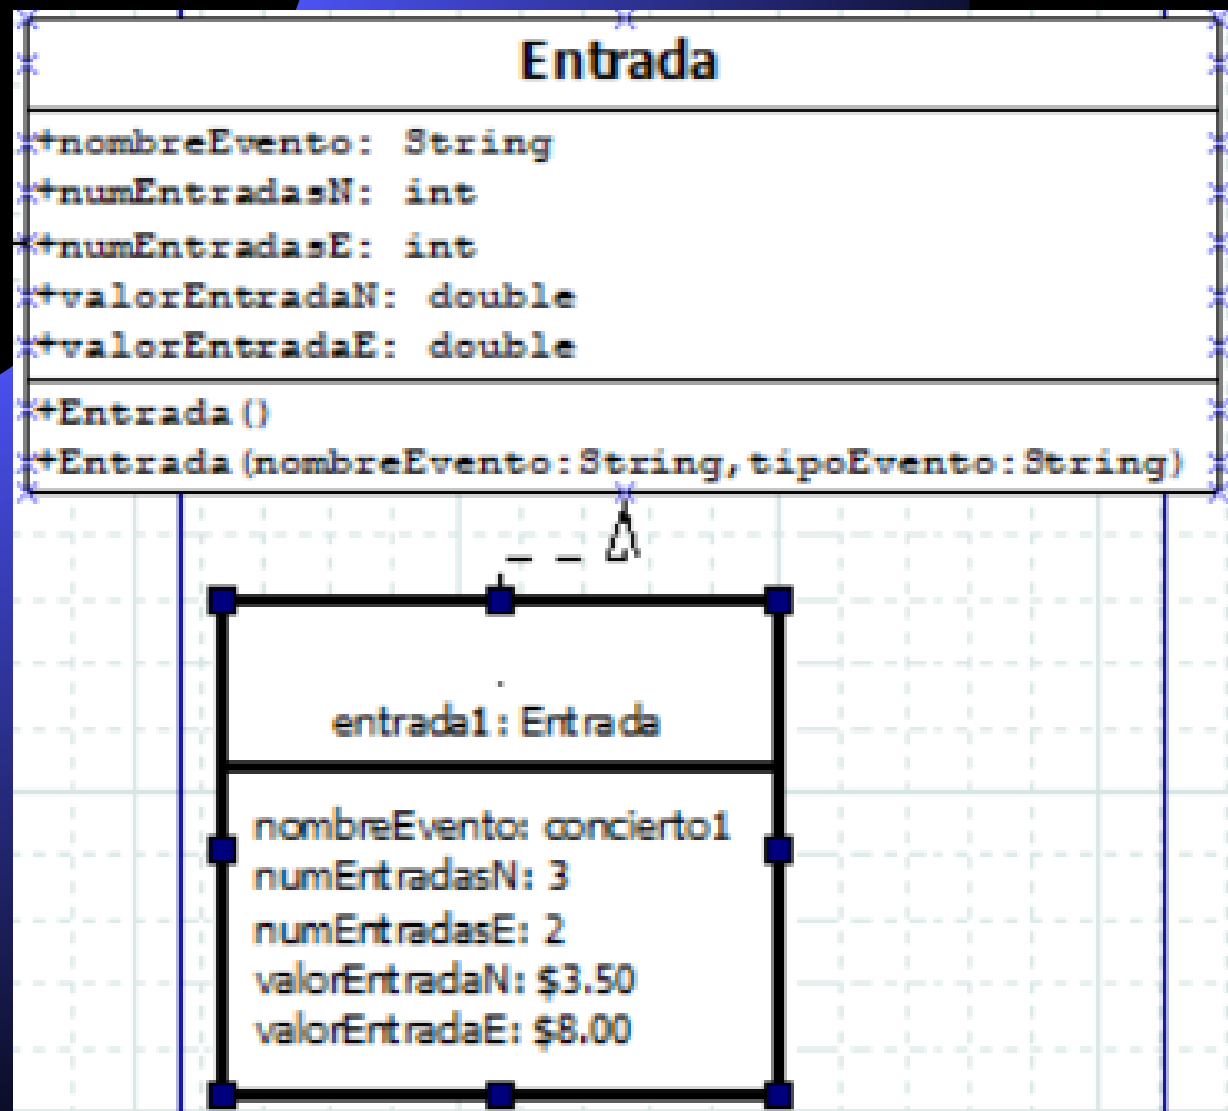 Entrada
+nombreEvento: String
+numEntradasN: int
+numEntradasE: int
+valorEntradaN: double
+valorEntradaE: double
+Entrada()
+Entrada(nombreEvento:String,tipoEvento:String)
entrada1: Entrada
nombreEvento: concierto1
numEntradasN: 3
numEntradasE: 2
valorEntradaN: $3.50
valorEntradaE: $8.00